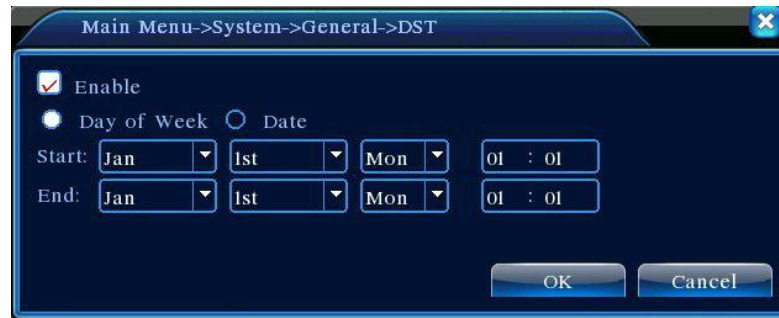 Main Menu->System->General->DST
Enable
Day of Week Date
Start: Jan 1st Mon 01 : 01
End: Jan 1st Mon 01 : 01
OK Cancel